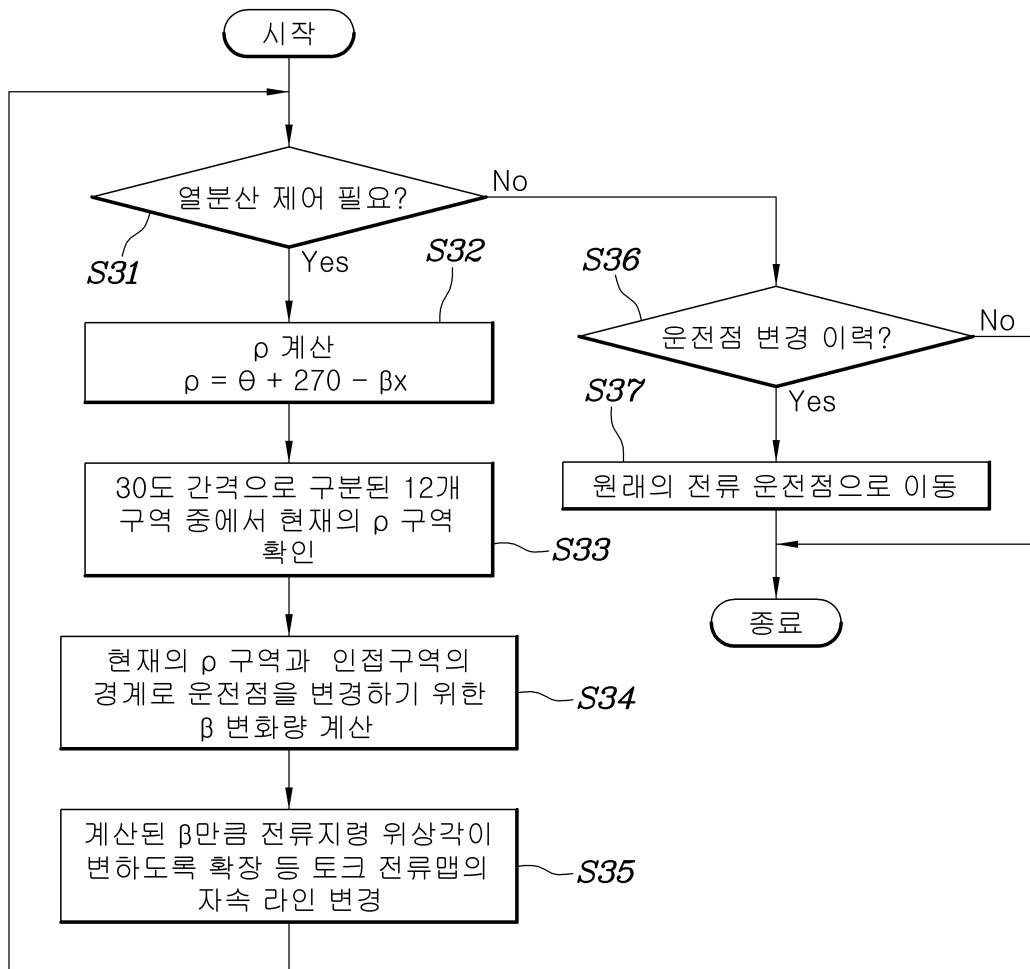 시작
열분산 제어 필요?
No
S31
Yes
S32
ρ 계산
ρ = θ + 270 - βx
30도 간격으로 구분된 12개
구역 중에서 현재의 ρ 구역
확인
S33
현재의 ρ 구역과 인접구역의
경계로 운전점을 변경하기 위한
β 변화량 계산
S34
계산된 β만큼 전류지령 위상각이
변하도록 확장 등 토크 전류맵의
자속 라인 변경
S35
S36
운전점 변경 이력?
No
Yes
S37
원래의 전류 운전점으로 이동
종료